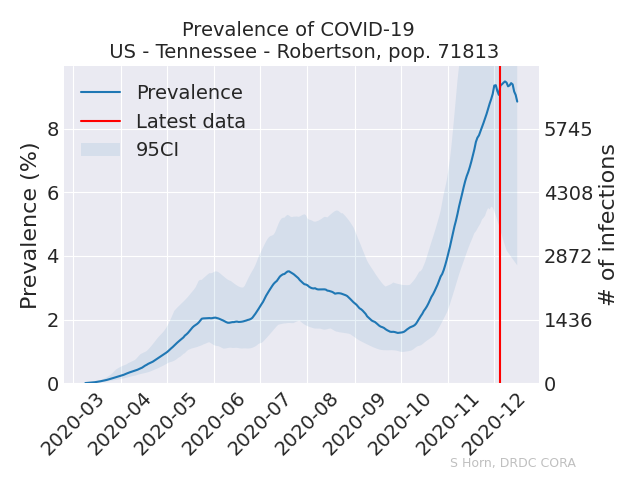 Prevalence of COVID-19
US - Tennessee - Robertson, pop. 71813
Prevalence
Latest data
95CI
Prevalence (%)
8
6
4
2
0
5745
4308
2872
1436
0
# of infections
2020-03
2020-04
2020-05
2020-06
2020-07
2020-08
2020-09
2020-10
2020-11
2020-12
S Horn, DRDC CORA